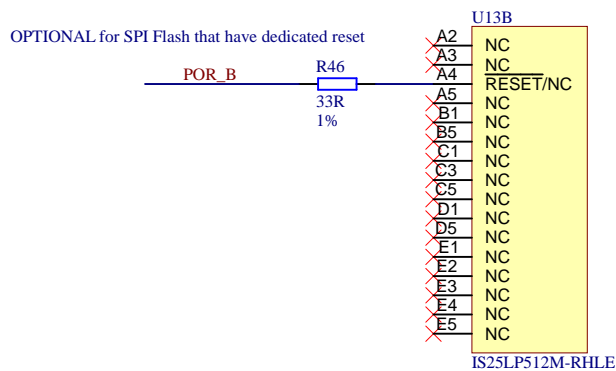 U13B
OPTIONAL for SPI Flash that have dedicated reset
A2 NC
A3 NC
POR_B R46 33R 1% A4 RESET/NC
A5 NC
B1 NC
B5 NC
C1 NC
C3 NC
C5 NC
D1 NC
D5 NC
E1 NC
E2 NC
E3 NC
E4 NC
E5 NC
IS25LP512M-RHLE